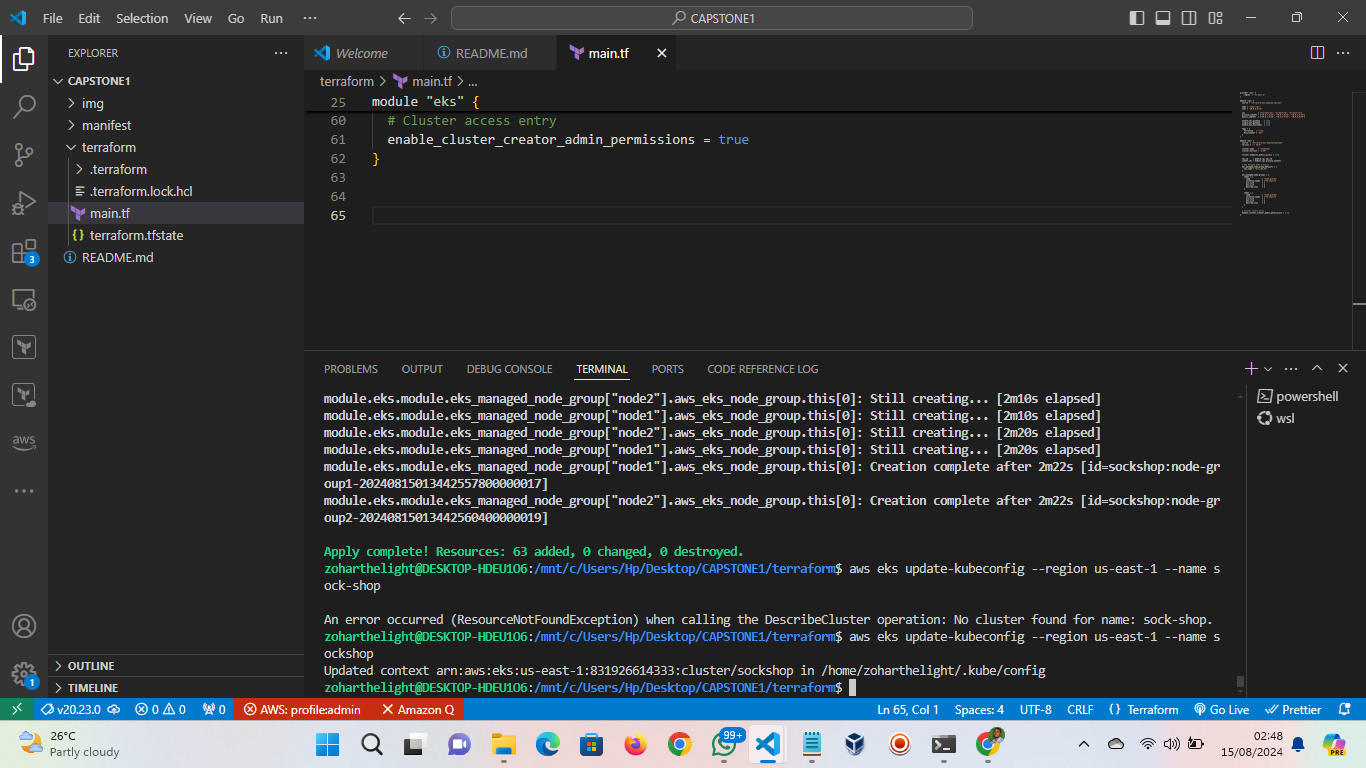 File Edit Selection View Go Run ···
CAPSTONE1
EXPLORER
CAPSTONE1
img
manifest
terraform
.terraform
.terraform.lock.hcl
main.tf
terraform.tfstate
README.md
OUTLINE
TIMELINE
3
aws
1
Welcome
README.md
main.tf
terraform > main.tf > ...
25 module "eks" {
60 # Cluster access entry
61 enable_cluster_creator_admin_permissions = true
62 }
63
64
65
PROBLEMS OUTPUT DEBUG CONSOLE TERMINAL PORTS CODE REFERENCE LOG
powershell
wsl
module.eks.module.eks_managed_node_group["node2"].aws_eks_node_group.this[0]: Still creating... [2m10s elapsed]
module.eks.module.eks_managed_node_group["node1"].aws_eks_node_group.this[0]: Still creating... [2m10s elapsed]
module.eks.module.eks_managed_node_group["node2"].aws_eks_node_group.this[0]: Still creating... [2m20s elapsed]
module.eks.module.eks_managed_node_group["node1"].aws_eks_node_group.this[0]: Still creating... [2m20s elapsed]
module.eks.module.eks_managed_node_group["node1"].aws_eks_node_group.this[0]: Creation complete after 2m22s [id=sockshop:node-gr
oup1-20240815013442557800000017]
module.eks.module.eks_managed_node_group["node2"].aws_eks_node_group.this[0]: Creation complete after 2m22s [id=sockshop:node-gr
oup2-20240815013442560400000019]
Apply complete! Resources: 63 added, 0 changed, 0 destroyed.
zoharthelight@DESKTOP-HDEU1O6:/mnt/c/Users/Hp/Desktop/CAPSTONE1/terraform$ aws eks update-kubeconfig --region us-east-1 --name s
ock-shop
An error occurred (ResourceNotFoundException) when calling the DescribeCluster operation: No cluster found for name: sock-shop.
zoharthelight@DESKTOP-HDEU1O6:/mnt/c/Users/Hp/Desktop/CAPSTONE1/terraform$ aws eks update-kubeconfig --region us-east-1 --name s
ockshop
Updated context arn:aws:eks:us-east-1:831926614333:cluster/sockshop in /home/zoharthelight/.kube/config
zoharthelight@DESKTOP-HDEU1O6:/mnt/c/Users/Hp/Desktop/CAPSTONE1/terraform$
v20.23.0 0 0 0 AWS: profile:admin Amazon Q Ln 65, Col 1 Spaces: 4 UTF-8 CRLF {} Terraform Go Live Prettier
26°C
Partly cloudy
99+
PRE
02:48
15/08/2024